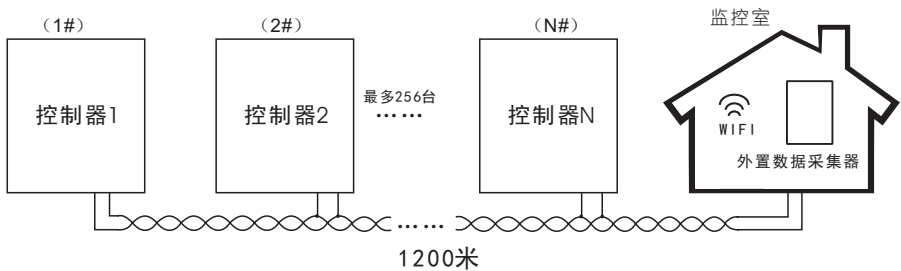 （1#）
（2#）
（N#）
监控室
控制器1
控制器2
最多256台
……
控制器N
WIFI
外置数据采集器
……
1200米